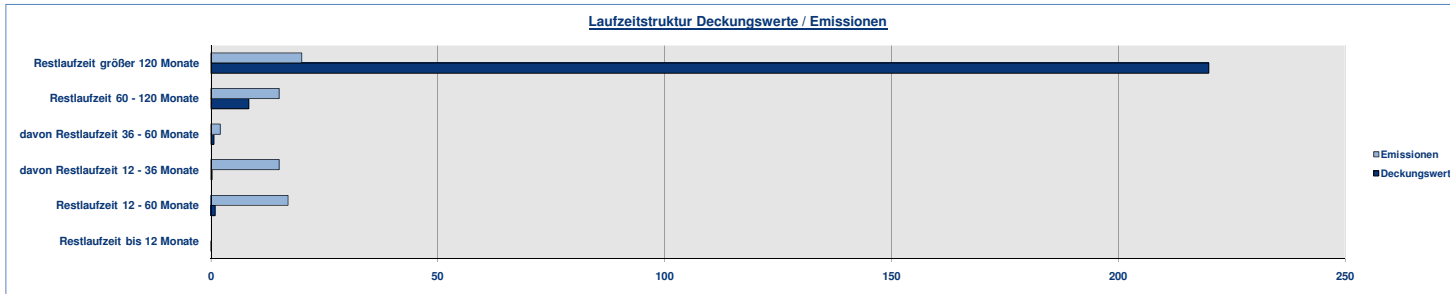 Laufzeitstruktur Deckungswerte / Emissionen
Restlaufzeit größer 120 Monate
Restlaufzeit 60 - 120 Monate
davon Restlaufzeit 36 - 60 Monate
davon Restlaufzeit 12 - 36 Monate
Restlaufzeit 12 - 60 Monate
Restlaufzeit bis 12 Monate
0 50 100 150 200 250
Emissionen
Deckungswert